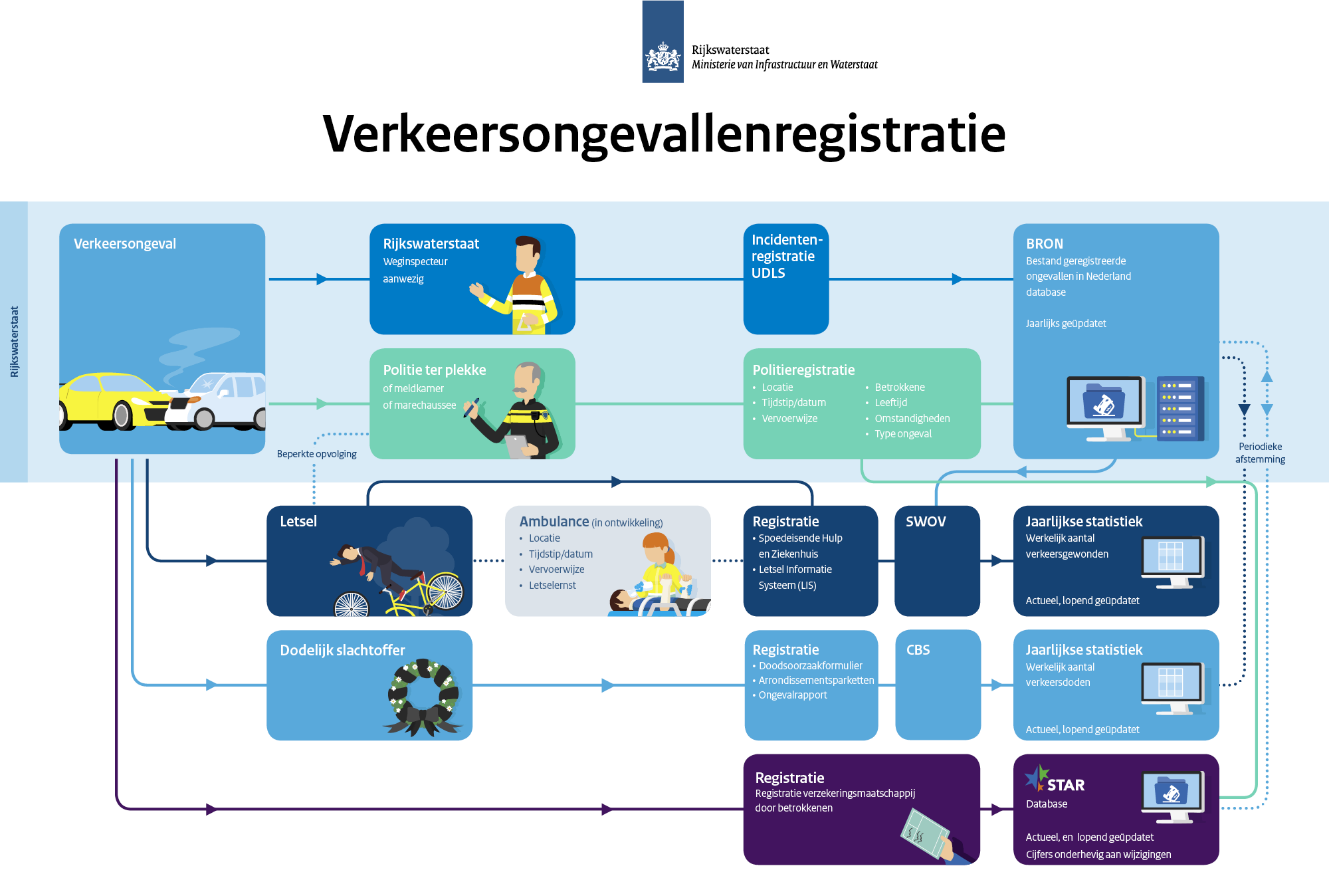 Rijkswaterstaat
Ministerie van Infrastructuur en Waterstaat
Verkeersongevallenregistratie
Rijkswaterstaat
Verkeersongeval
Rijkswaterstaat
Weginspecteur
aanwezig
Incidenten-
registratie
UDLS
BRON
Bestand geregistreerde
ongevallen in Nederland
database
Jaarlijks geüpdatet
Politie ter plekke
of meldkamer
of marechaussee
Politieregistratie
• Locatie
• Tijdstip/datum
• Vervoerwijze
• Betrokkene
• Leeftijd
• Omstandigheden
• Type ongeval
Beperkte opvolging
Periodieke
afstemming
Letsel
Ambulance (in ontwikkeling)
• Locatie
• Tijdstip/datum
• Vervoerwijze
• Letselernst
Registratie
• Spoedeisende Hulp
en Ziekenhuis
• Letsel Informatie
Systeem (LIS)
SWOV
Jaarlijkse statistiek
Werkelijk aantal
verkeersgewonden
Actueel, lopend geüpdatet
Dodelijk slachtoffer
Registratie
• Doodsoorzaakformulier
• Arrondissementsparketten
• Ongevalrapport
CBS
Jaarlijkse statistiek
Werkelijk aantal
verkeersdoden
Actueel, lopend geüpdatet
Registratie
Registratie verzekeringsmaatschappij
door betrokkenen
§ §
STAR
Database
Actueel, en lopend geüpdatet
Cijfers onderhevig aan wijzigingen